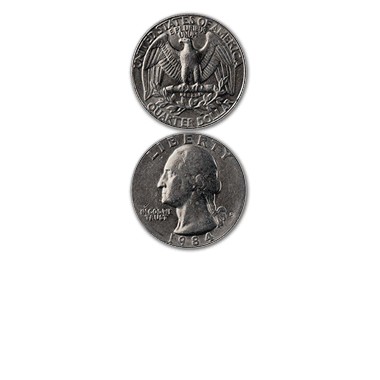 UNITED STATES OF AMERICA
E PLURIBUS
UNUM
QUARTER DOLLAR
LIBERTY
IN GOD WE
TRUST
1984